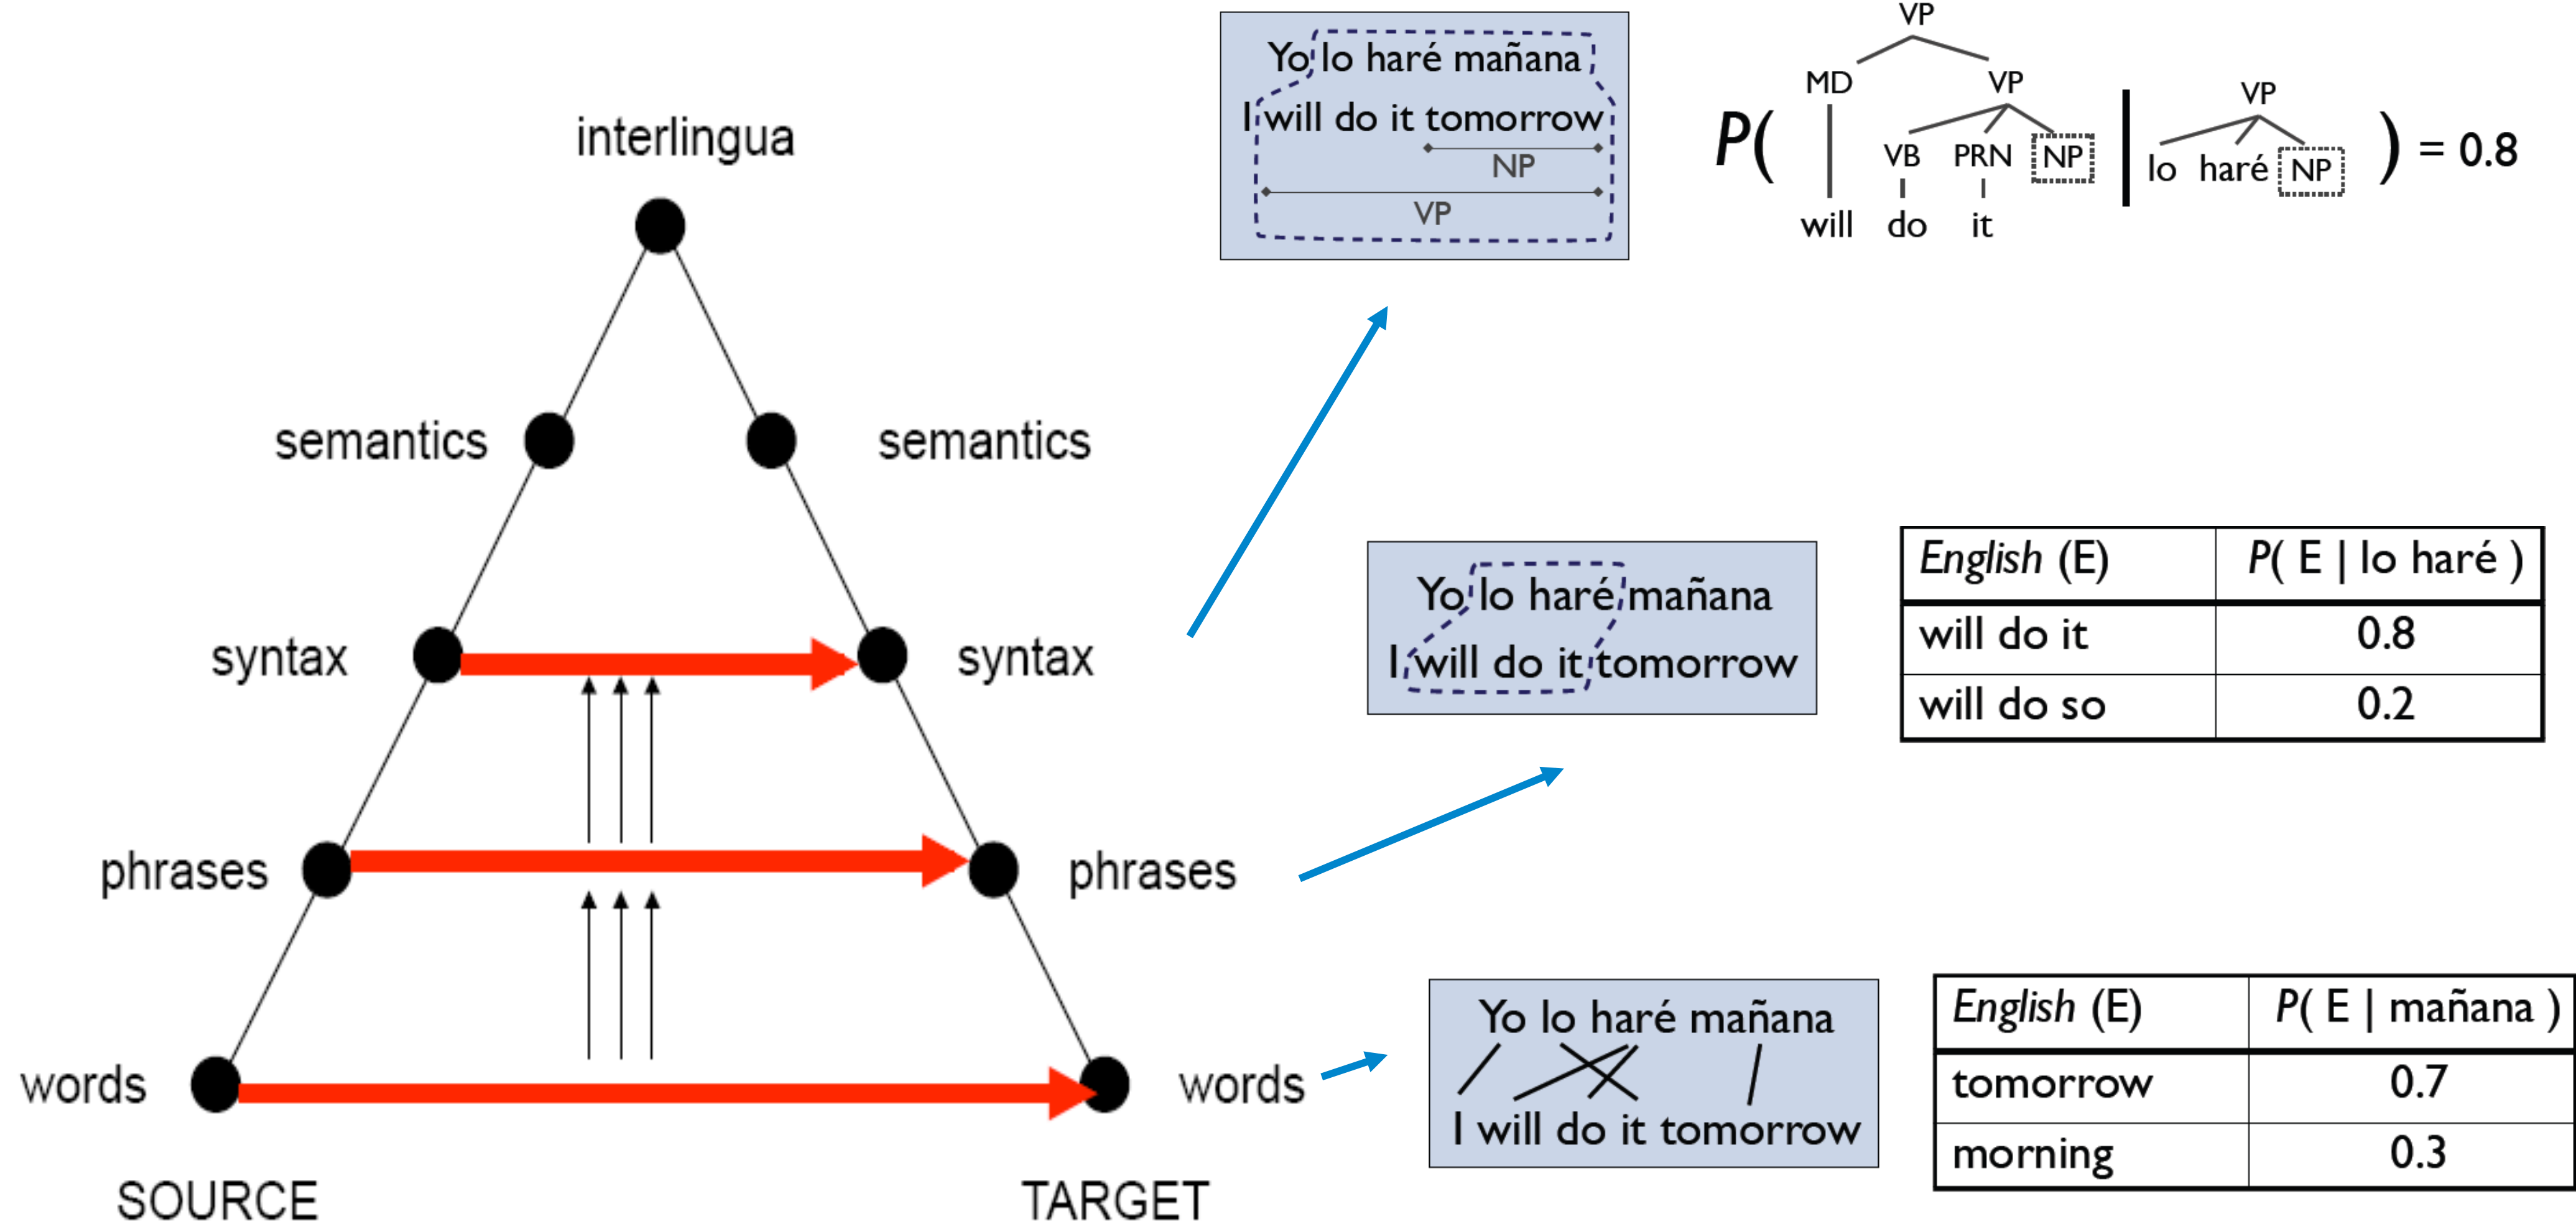 interlingua
semantics semantics
syntax syntax
phrases phrases
words words
SOURCE TARGET
Yo lo haré mañana
I will do it tomorrow
NP
VP
VP
MD VP
VB PRN NP
will do it
VP
lo haré NP
P( | ) = 0.8
Yo lo haré mañana
I will do it tomorrow
English (E) P( E | lo haré )
will do it 0.8
will do so 0.2
Yo lo haré mañana
I will do it tomorrow
English (E) P( E | mañana )
tomorrow 0.7
morning 0.3